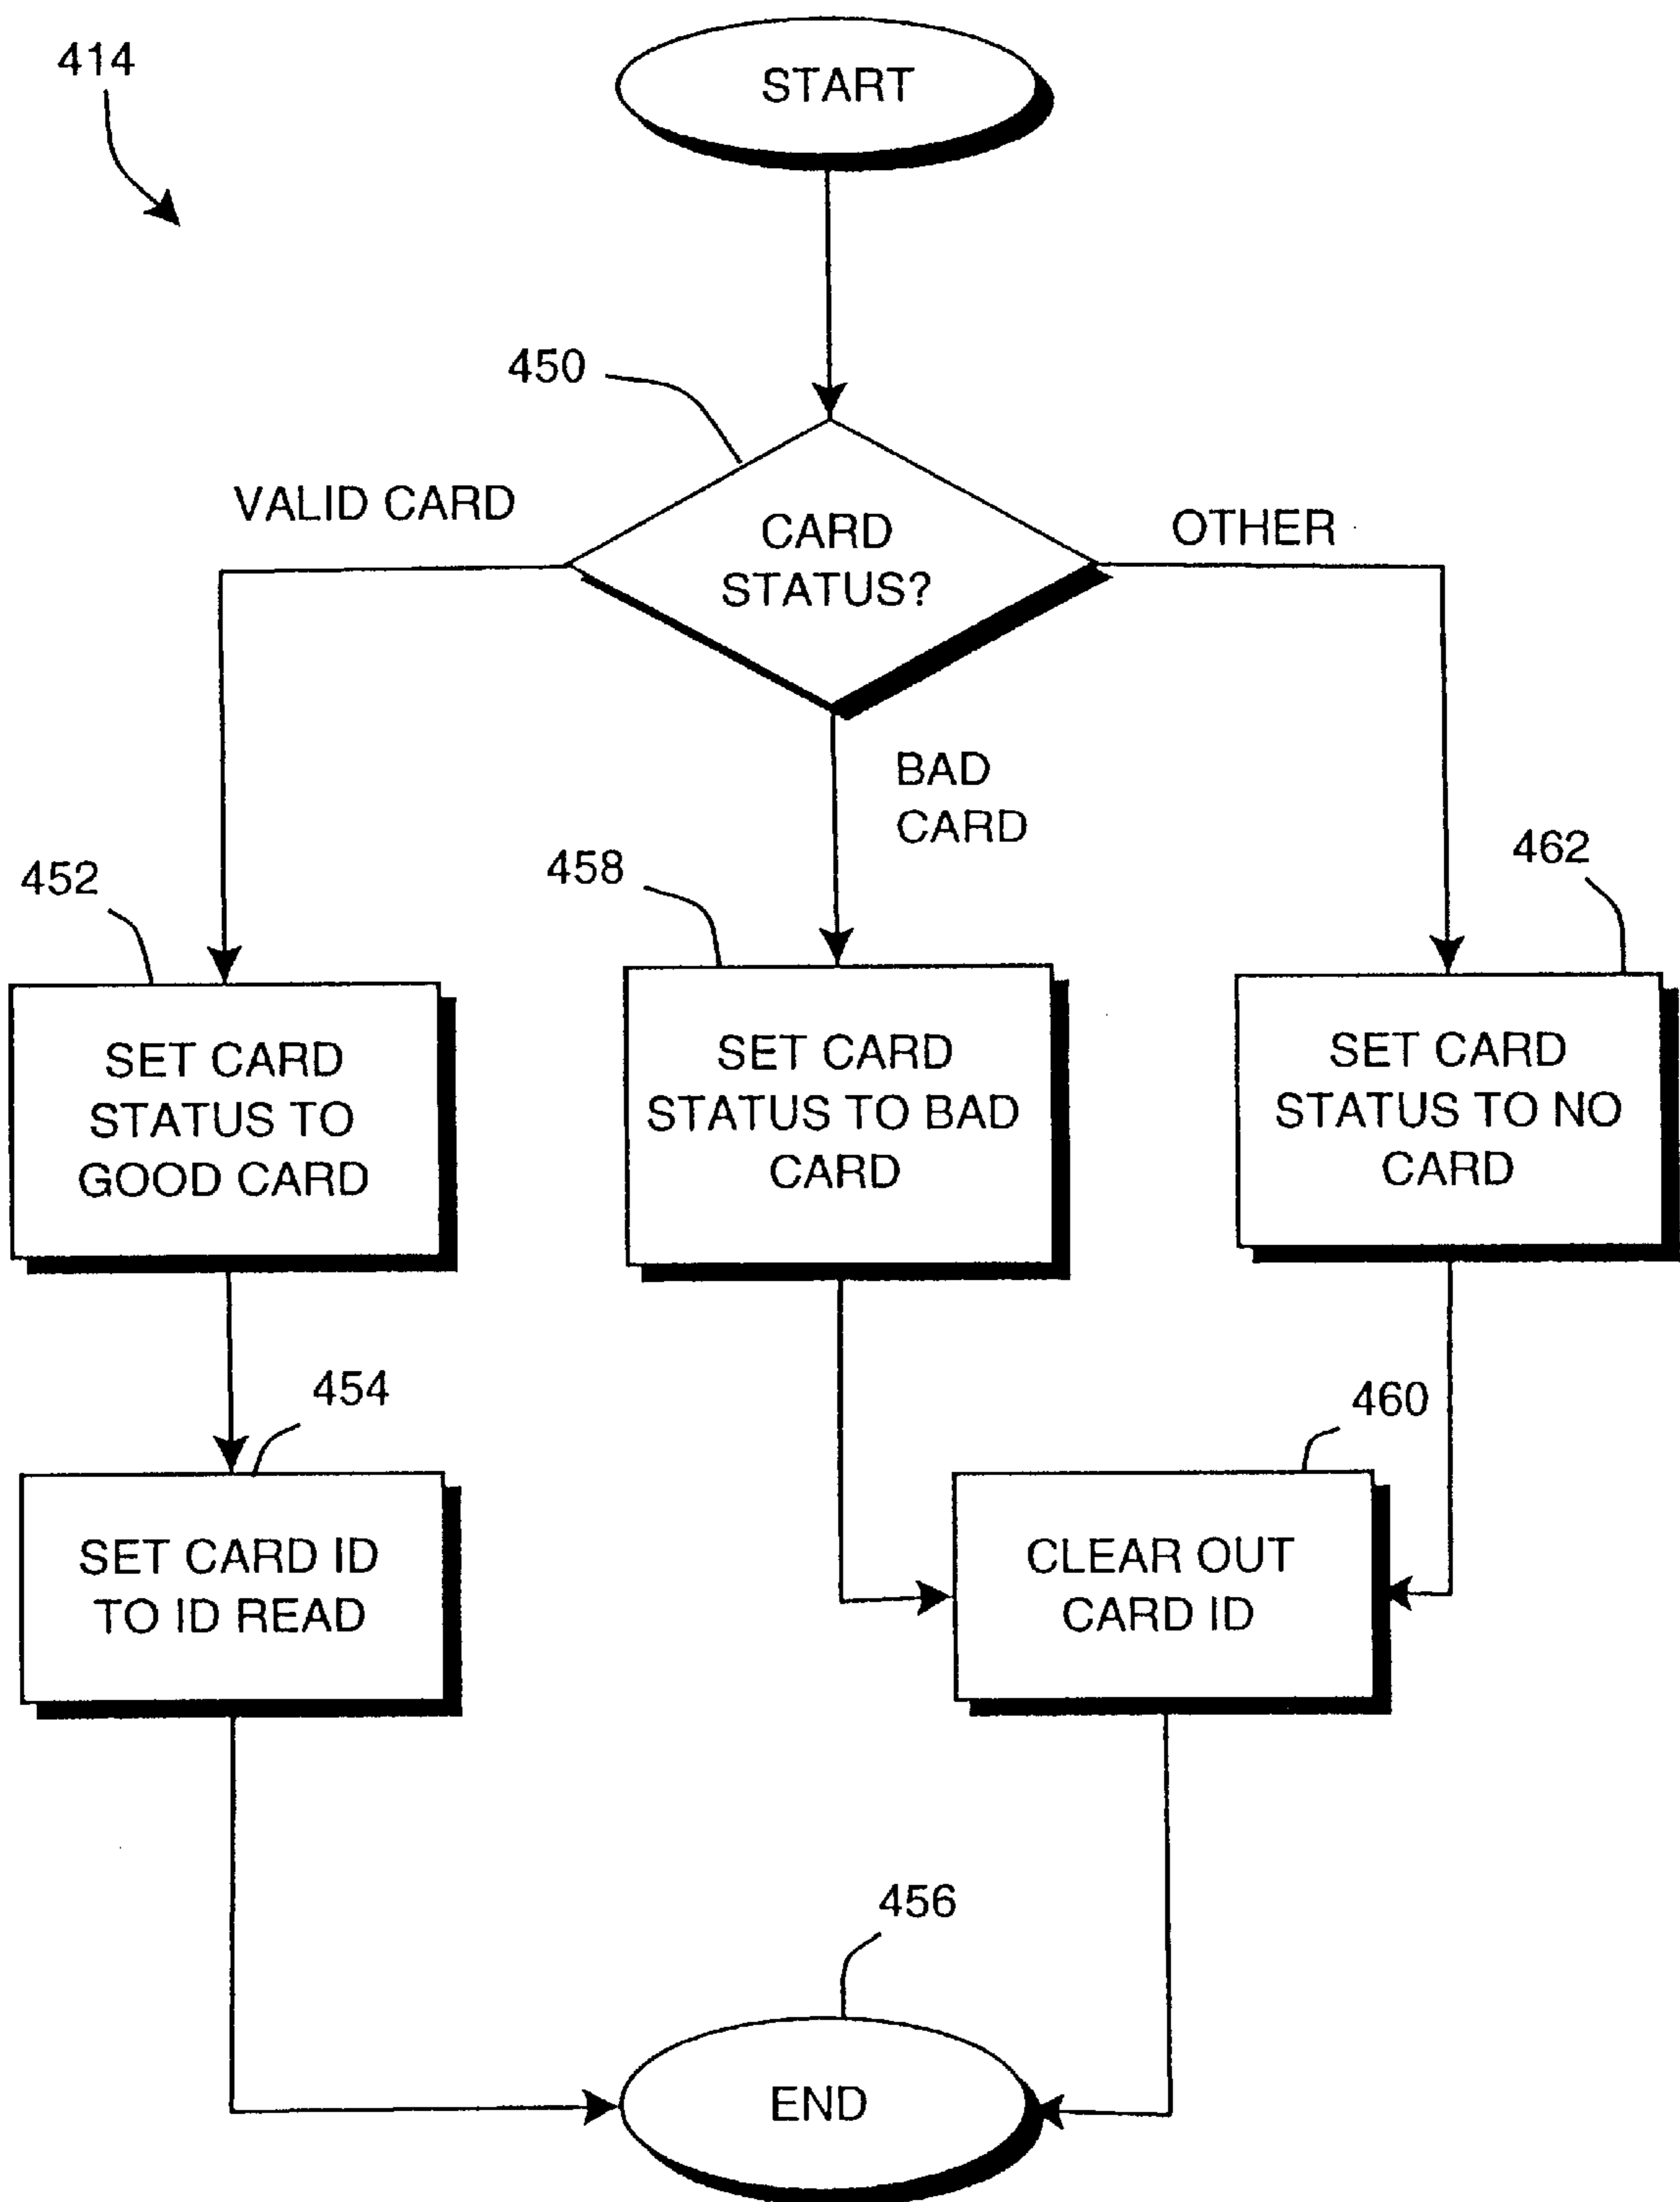 414
START
450
VALID CARD
CARD
STATUS?
OTHER
BAD
CARD
452
458
462
SET CARD
STATUS TO
GOOD CARD
SET CARD
STATUS TO BAD
CARD
SET CARD
STATUS TO NO
CARD
454
460
SET CARD ID
TO ID READ
CLEAR OUT
CARD ID
456
END